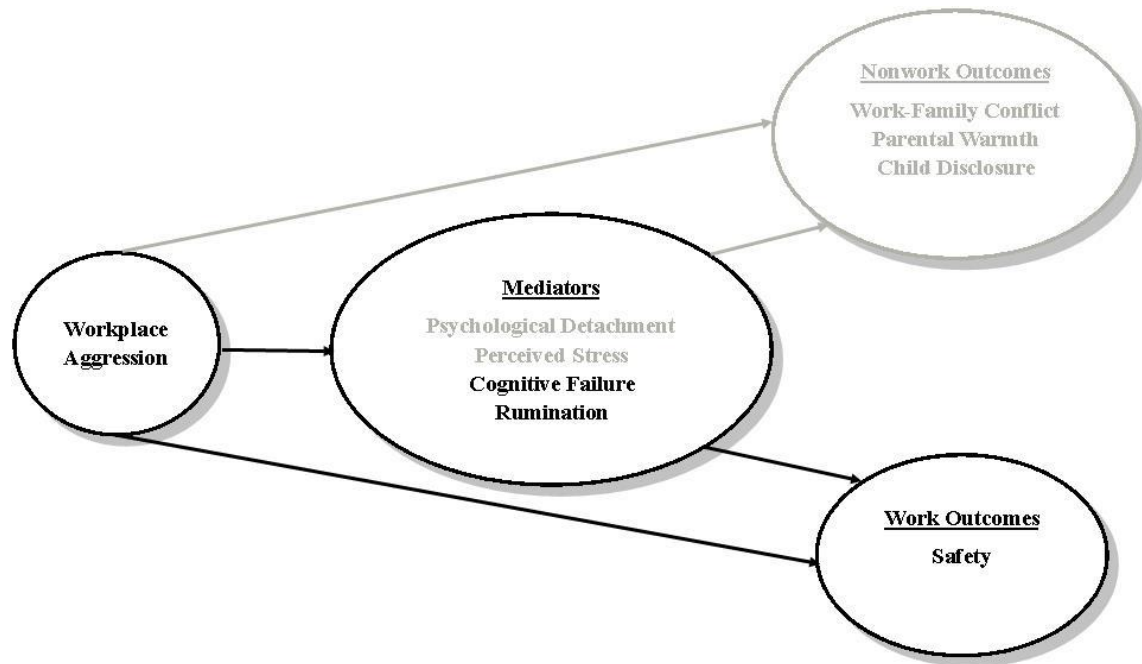 Nonwork Outcomes
Work-Family Conflict
Parental Warmth
Child Disclosure
Mediators
Psychological Detachment
Perceived Stress
Cognitive Failure
Rumination
Workplace
Aggression
Work Outcomes
Safety